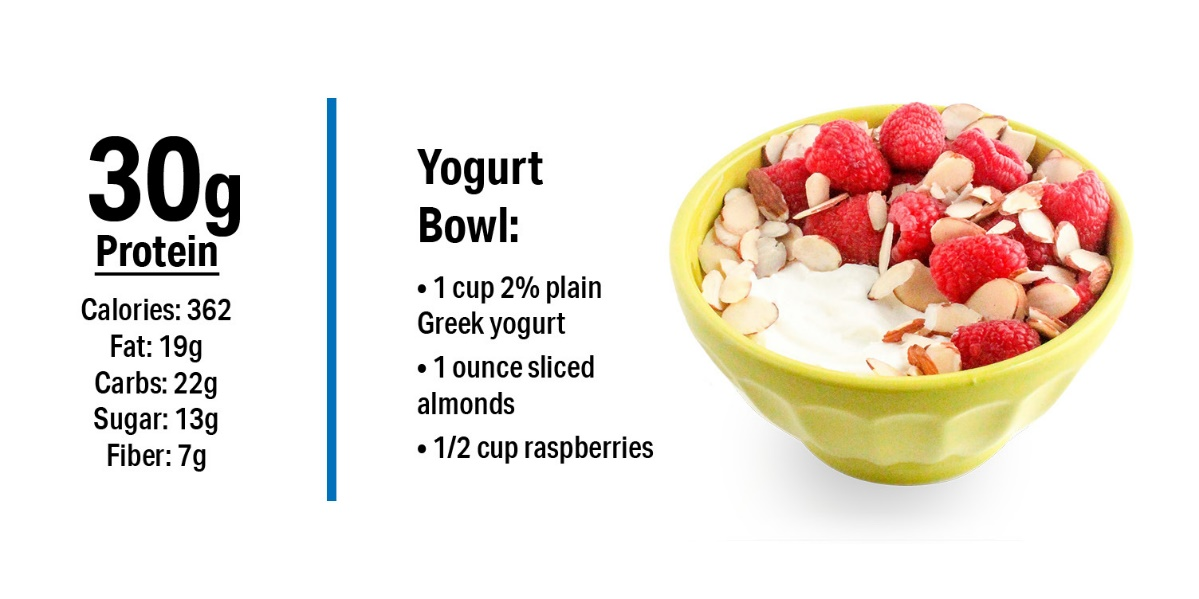 30g
Protein
Calories: 362
Fat: 19g
Carbs: 22g
Sugar: 13g
Fiber: 7g
Yogurt
Bowl:
• 1 cup 2% plain
Greek yogurt
• 1 ounce sliced
almonds
• 1/2 cup raspberries